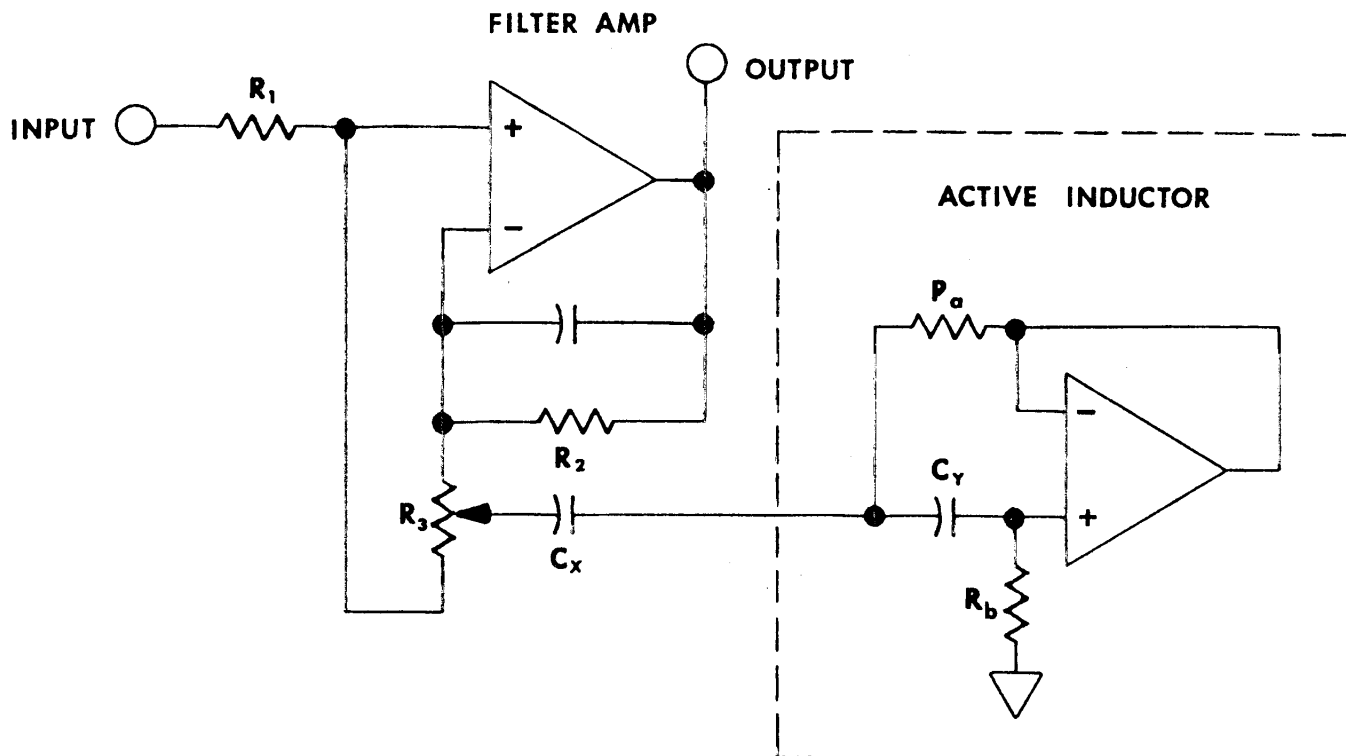 FILTER AMP
OUTPUT
INPUT
R1
+
−
ACTIVE INDUCTOR
Pa
−
+
R2
R3
CX
CY
Rb